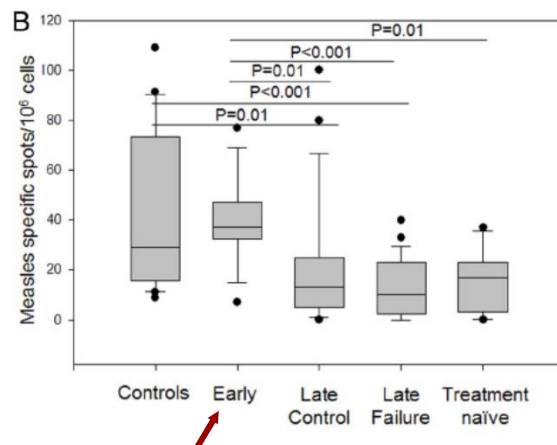 B
120
P=0.01
P<0.001
100
P=0.01
P<0.001
80
P=0.01
60
40
20
0
Measles specific spots/10⁶ cells
Controls Early Late Control Late Failure Treatment naïve